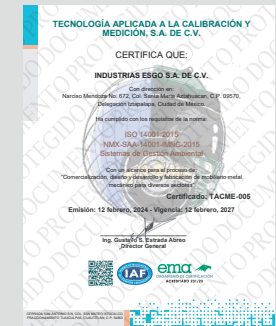 TECNOLOGÍA APLICADA A LA CALIBRACIÓN Y
MEDICIÓN, S.A. DE C.V.
CERTIFICA QUE:
INDUSTRIAS ESGO S.A. DE C.V.
Con dirección en:
Narciso Mendoza No. 672, Col. Santa María Aztahuacan, C.P. 09570,
Delegación Iztapalapa, Ciudad de México.
Ha cumplido con los requisitos de la norma:
ISO 14001:2015
NMX-SAA-14001-IMNC-2015
Sistemas de Gestión Ambiental
Con un alcance para el proceso de:
"Comercialización, diseño y desarrollo y fabricación de mobiliario metal
mecánico para diversos sectores"
Certificado: TACME-005
Emisión: 12 febrero, 2024 - Vigencia: 12 febrero, 2027
Ing. Gustavo S. Estrada Abreo
Director General
IAF
ema